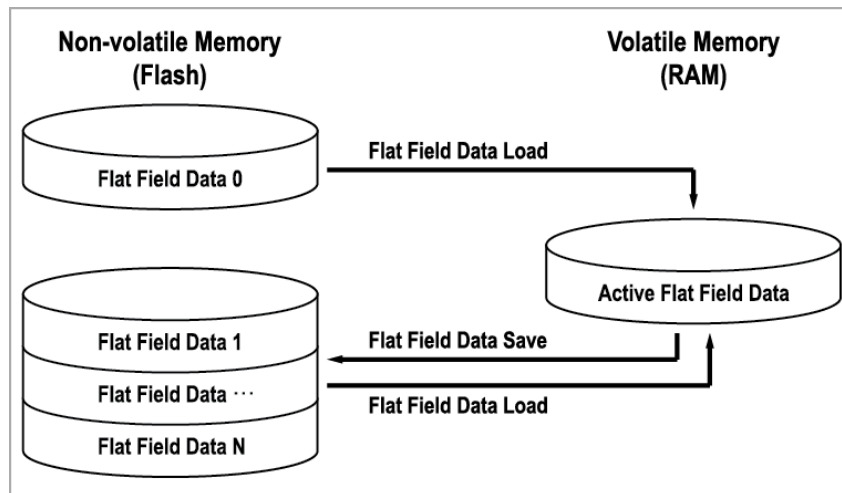 Non-volatile Memory
(Flash)
Volatile Memory
(RAM)
Flat Field Data Load
Flat Field Data 0
Active Flat Field Data
Flat Field Data 1
Flat Field Data Save
Flat Field Data ···
Flat Field Data Load
Flat Field Data N